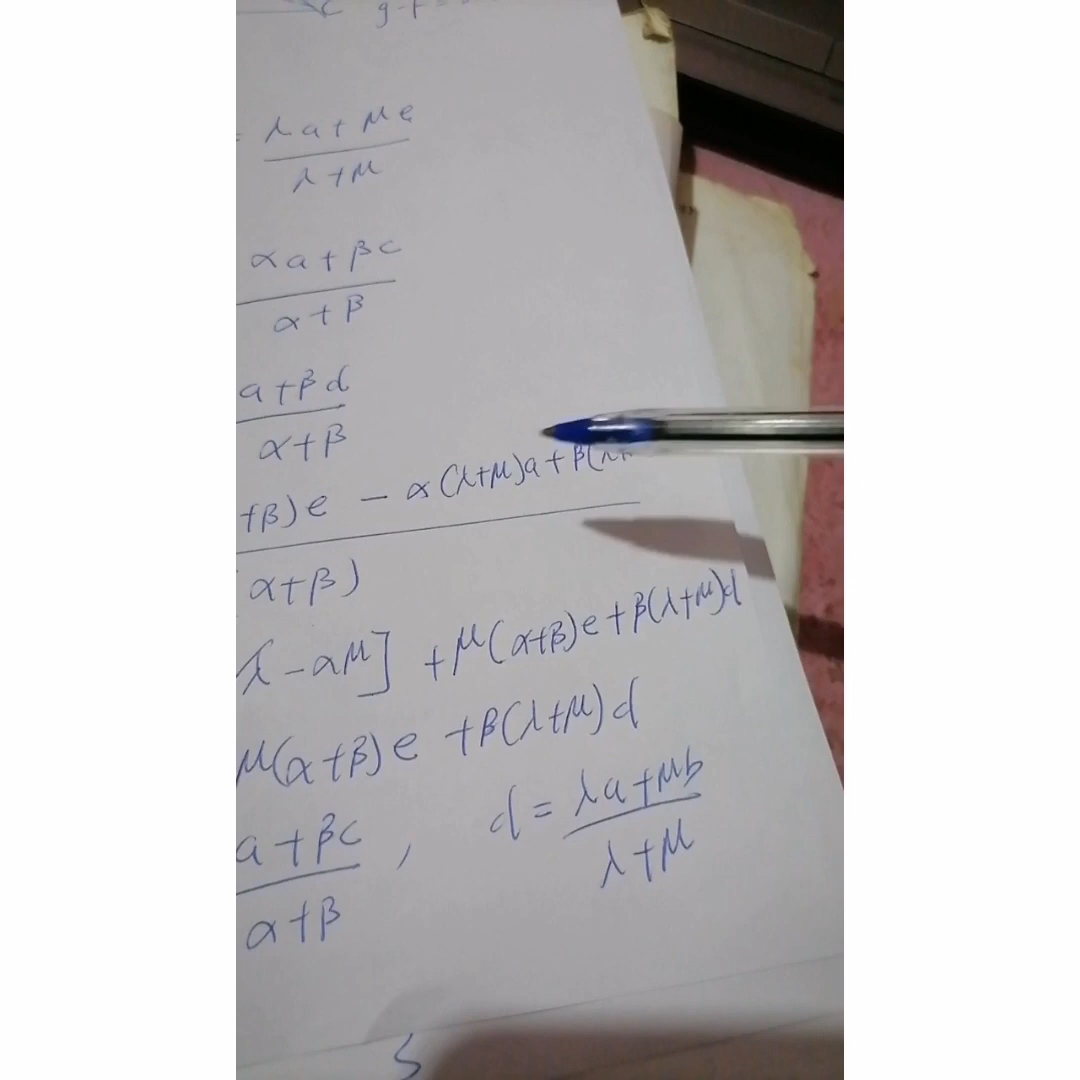 λa+μe
λ+μ
αa+βc
α+β
a+βd
α+β
+β)e - α(λ+μ)a+β(λ+
α+β)
λ-αμ] +μ(α+β)e+β(λ+μ)d
μ(α+β)e +β(λ+μ)d
a+βc , d= λa+μb
α+β λ+μ